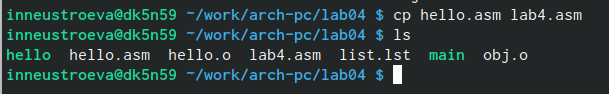 inneustroeva@dk5n59 ~/work/arch-pc/lab04 $ cp hello.asm lab4.asm
inneustroeva@dk5n59 ~/work/arch-pc/lab04 $ ls
hello  hello.asm  hello.o  lab4.asm  list.lst  main  obj.o
inneustroeva@dk5n59 ~/work/arch-pc/lab04 $